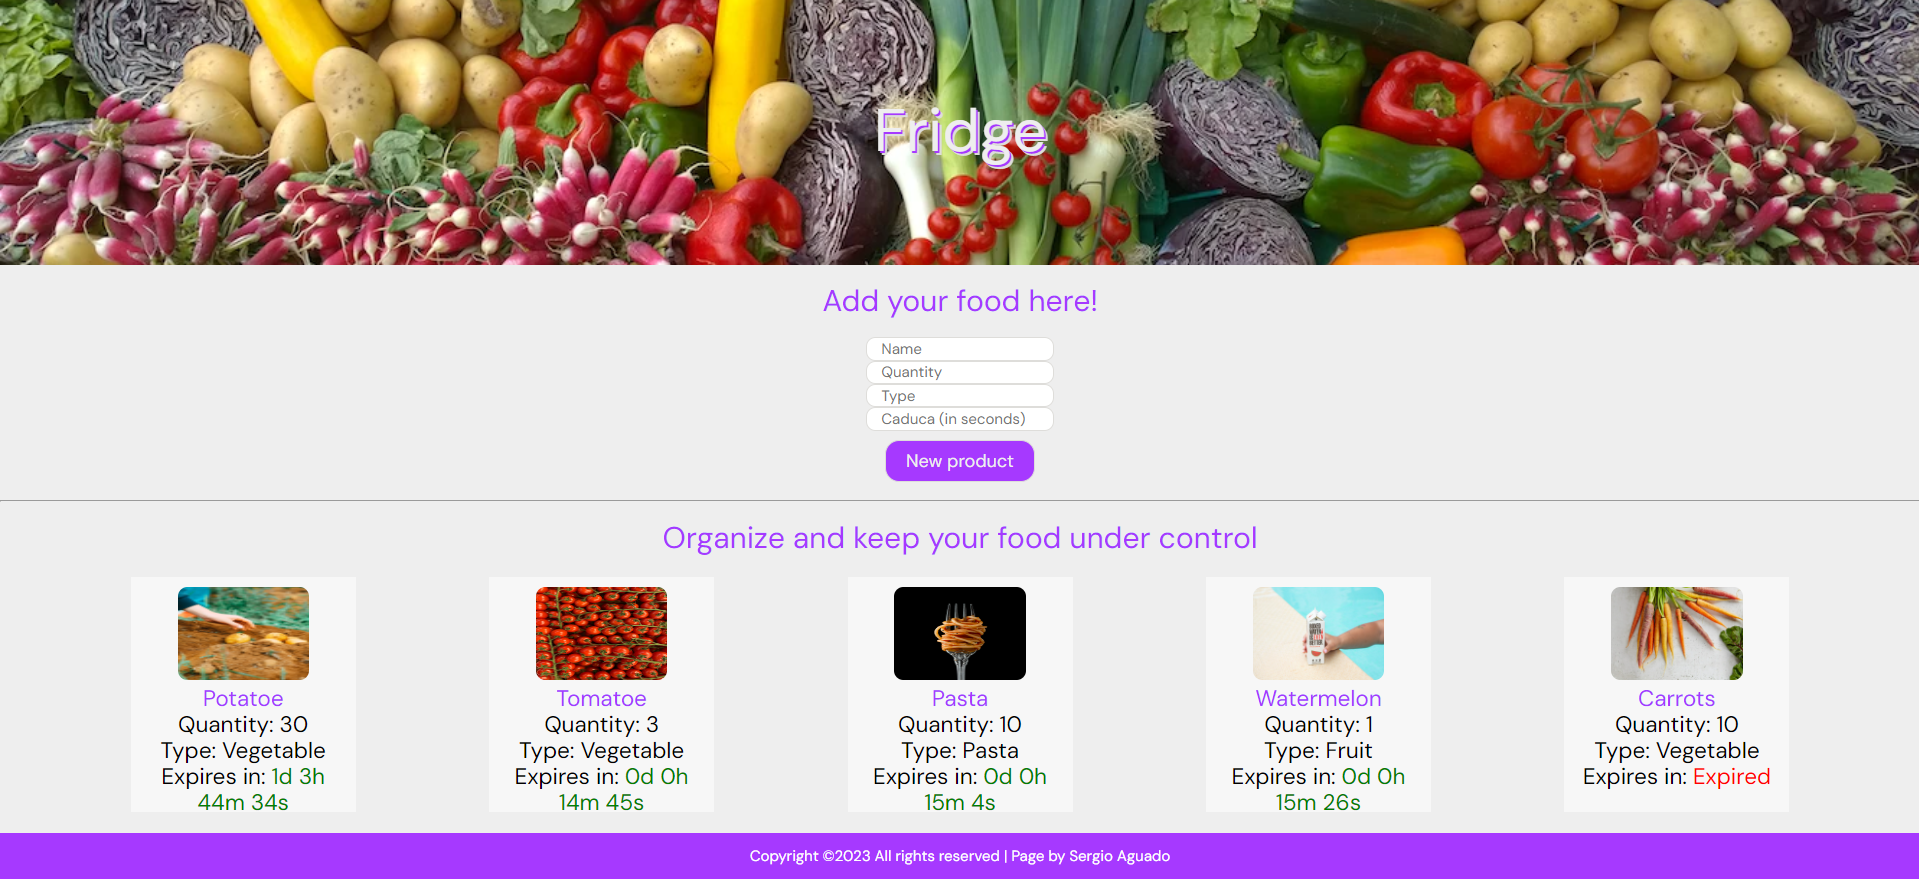 Fridge
Add your food here!
Name
Quantity
Type
Caduca (in seconds)
New product
Organize and keep your food under control
Potatoe
Quantity: 30
Type: Vegetable
Expires in: 1d 3h
44m 34s
Tomatoe
Quantity: 3
Type: Vegetable
Expires in: 0d 0h
14m 45s
Pasta
Quantity: 10
Type: Pasta
Expires in: 0d 0h
15m 4s
Watermelon
Quantity: 1
Type: Fruit
Expires in: 0d 0h
15m 26s
Carrots
Quantity: 10
Type: Vegetable
Expires in: Expired
Copyright ©2023 All rights reserved | Page by Sergio Aguado